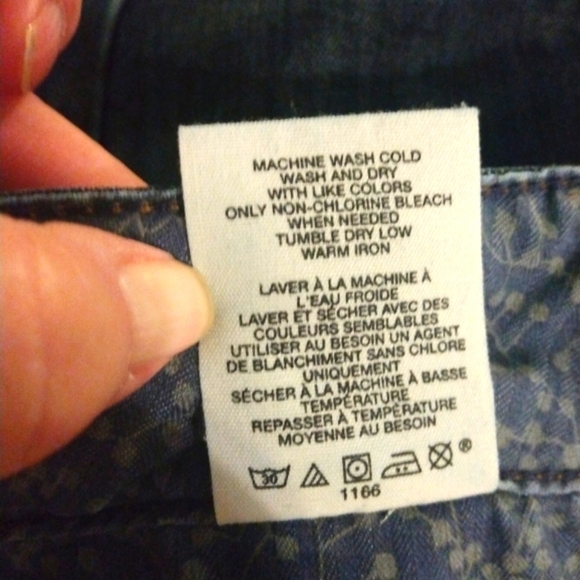 MACHINE WASH COLD
WASH AND DRY
WITH LIKE COLORS
ONLY NON-CHLORINE BLEACH
WHEN NEEDED
TUMBLE DRY LOW
WARM IRON
LAVER À LA MACHINE À
L'EAU FROIDE
LAVER ET SÉCHER AVEC DES
COULEURS SEMBLABLES
UTILISER AU BESOIN UN AGENT
DE BLANCHIMENT SANS CHLORE
UNIQUEMENT
SÉCHER À LA MACHINE À BASSE
TEMPÉRATURE
REPASSER À TEMPÉRATURE
MOYENNE AU BESOIN
30 ®
1166